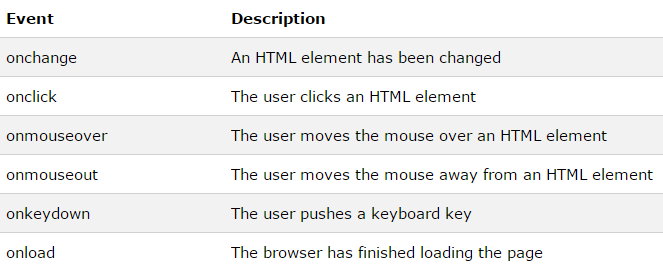 Event Description
onchange An HTML element has been changed
onclick The user clicks an HTML element
onmouseover The user moves the mouse over an HTML element
onmouseout The user moves the mouse away from an HTML element
onkeydown The user pushes a keyboard key
onload The browser has finished loading the page